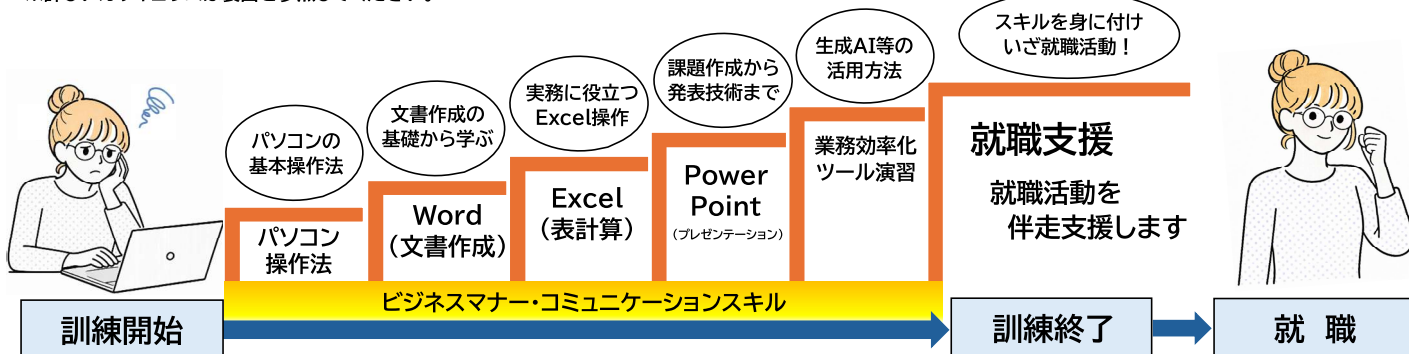 スキルを身に付け
いざ就職活動！
生成AI等の
活用方法
課題作成から
発表技術まで
実務に役立つ
Excel操作
文書作成の
基礎から学ぶ
パソコンの
基本操作法
パソコン
操作法
Word
（文書作成）
Excel
（表計算）
Power
Point
（プレゼンテーション）
業務効率化
ツール演習
就職支援
就職活動を
伴走支援します
ビジネスマナー・コミュニケーションスキル
訓練開始
訓練終了
就　職